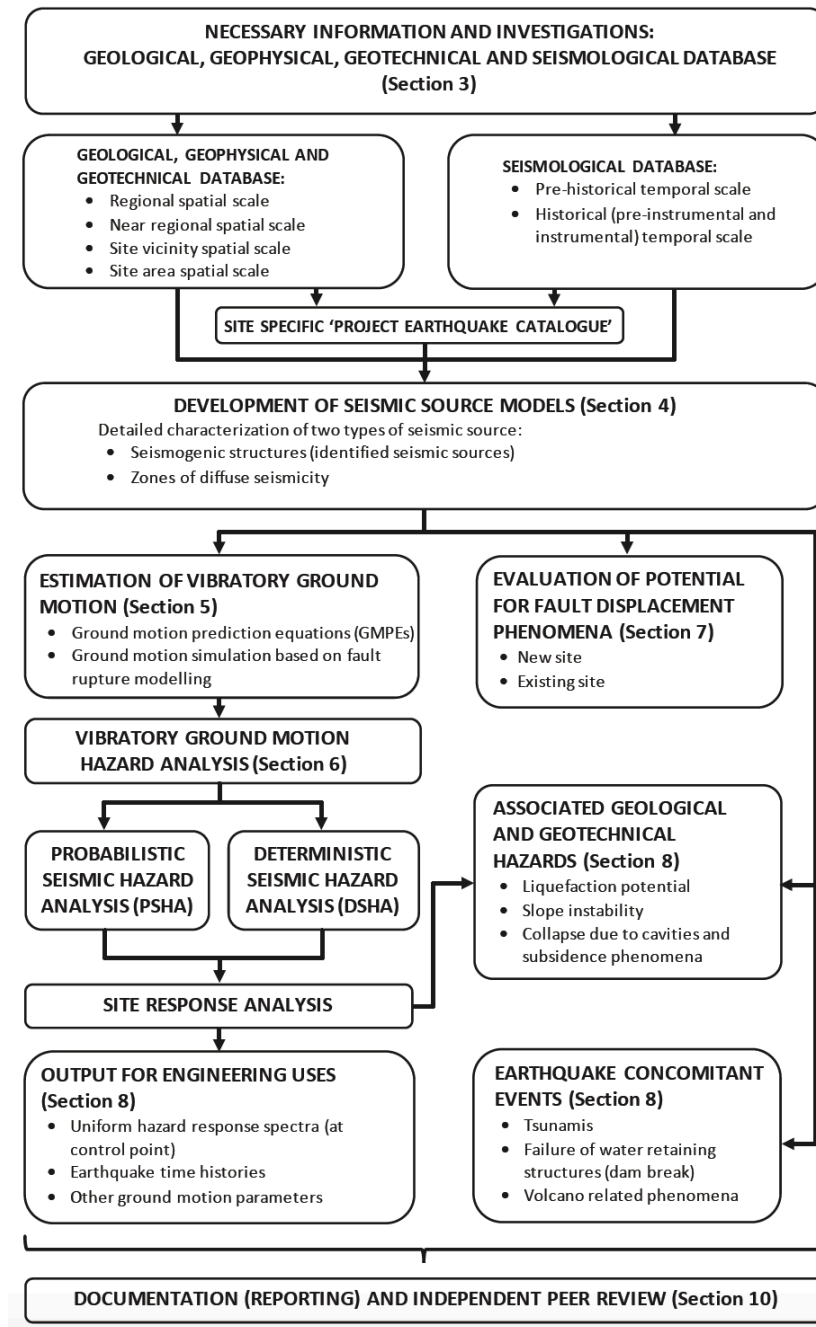 NECESSARY INFORMATION AND INVESTIGATIONS:
GEOLOGICAL, GEOPHYSICAL, GEOTECHNICAL AND SEISMOLOGICAL DATABASE
(Section 3)
GEOLOGICAL, GEOPHYSICAL AND
GEOTECHNICAL DATABASE:
• Regional spatial scale
• Near regional spatial scale
• Site vicinity spatial scale
• Site area spatial scale
SEISMOLOGICAL DATABASE:
• Pre-historical temporal scale
• Historical (pre-instrumental and
instrumental) temporal scale
SITE SPECIFIC ‘PROJECT EARTHQUAKE CATALOGUE’
DEVELOPMENT OF SEISMIC SOURCE MODELS (Section 4)
Detailed characterization of two types of seismic source:
• Seismogenic structures (identified seismic sources)
• Zones of diffuse seismicity
ESTIMATION OF VIBRATORY GROUND
MOTION (Section 5)
• Ground motion prediction equations (GMPEs)
• Ground motion simulation based on fault
rupture modelling
EVALUATION OF POTENTIAL
FOR FAULT DISPLACEMENT
PHENOMENA (Section 7)
• New site
• Existing site
VIBRATORY GROUND MOTION
HAZARD ANALYSIS (Section 6)
PROBABILISTIC
SEISMIC HAZARD
ANALYSIS (PSHA)
DETERMINISTIC
SEISMIC HAZARD
ANALYSIS (DSHA)
ASSOCIATED GEOLOGICAL
AND GEOTECHNICAL
HAZARDS (Section 8)
• Liquefaction potential
• Slope instability
• Collapse due to cavities and
subsidence phenomena
SITE RESPONSE ANALYSIS
OUTPUT FOR ENGINEERING USES
(Section 8)
• Uniform hazard response spectra (at
control point)
• Earthquake time histories
• Other ground motion parameters
EARTHQUAKE CONCOMITANT
EVENTS (Section 8)
• Tsunamis
• Failure of water retaining
structures (dam break)
• Volcano related phenomena
DOCUMENTATION (REPORTING) AND INDEPENDENT PEER REVIEW (Section 10)